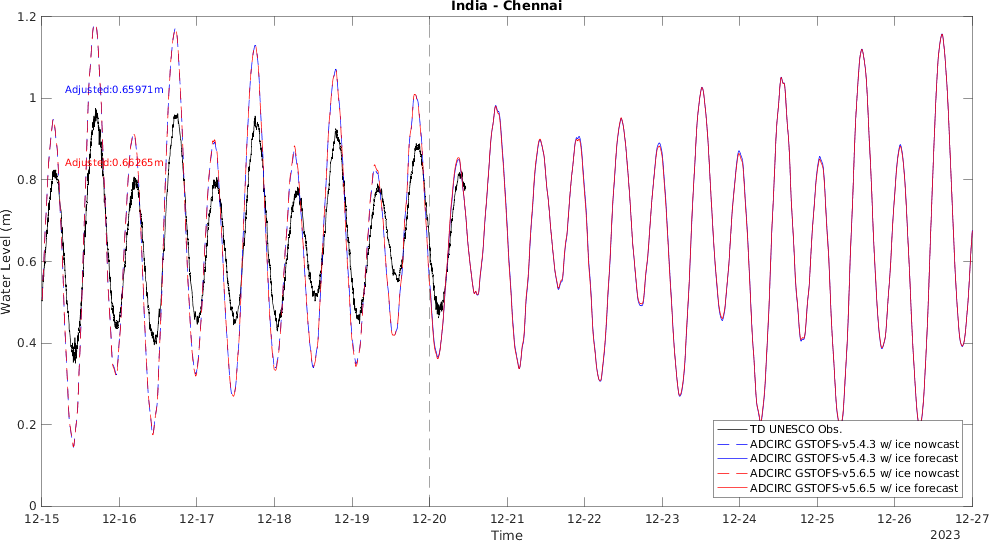 India - Chennai
Water Level (m)
1.2
1
0.8
0.6
0.4
0.2
0
Adjusted:0.65971m
Adjusted:0.65265m
TD UNESCO Obs.
ADCIRC GSTOFS-v5.4.3 w/ ice nowcast
ADCIRC GSTOFS-v5.4.3 w/ ice forecast
ADCIRC GSTOFS-v5.6.5 w/ ice nowcast
ADCIRC GSTOFS-v5.6.5 w/ ice forecast
12-15 12-16 12-17 12-18 12-19 12-20 12-21 12-22 12-23 12-24 12-25 12-26 12-27
Time
2023